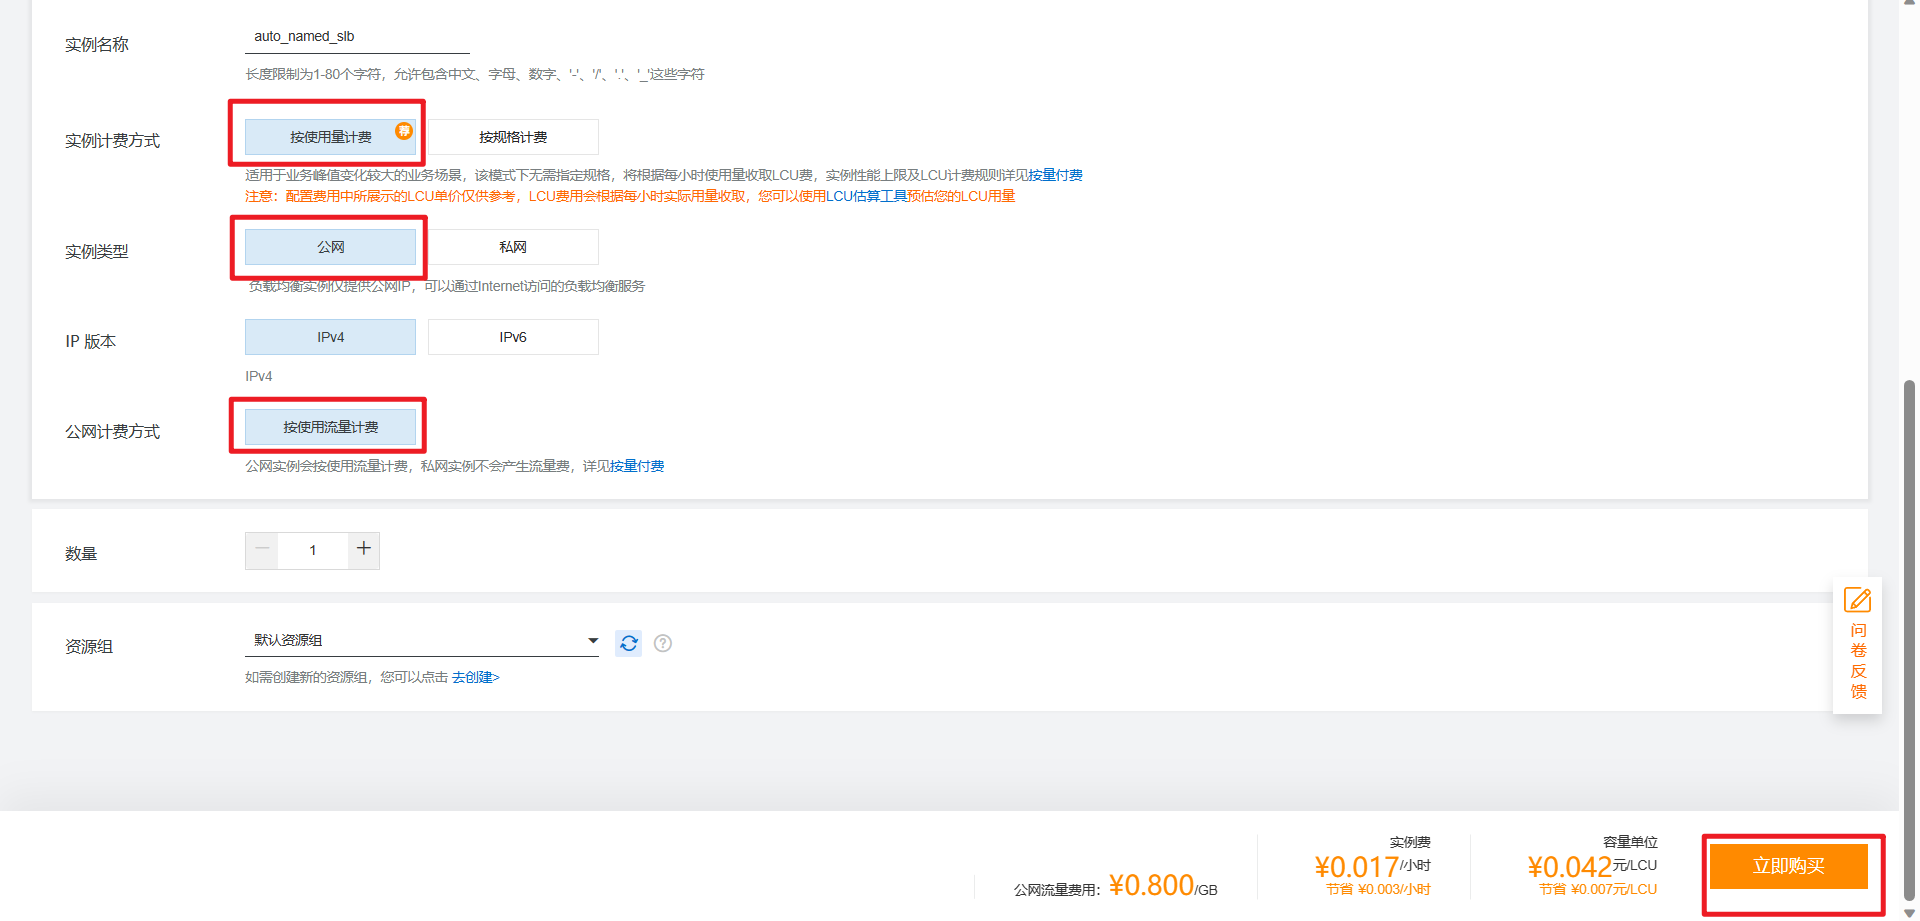 实例名称
auto_named_slb
长度限制为1-80个字符，允许包含中文、字母、数字、'-'、'/'、'.'、'_'这些字符
实例计费方式
按使用量计费
荐
按规格计费
适用于业务峰值变化较大的业务场景，该模式下无需指定规格，将根据每小时使用量收取LCU费，实例性能上限及LCU计费规则详见按量付费
注意：配置费用中所展示的LCU单价仅供参考，LCU费用会根据每小时实际用量收取，您可以使用LCU估算工具预估您的LCU用量
实例类型
公网
私网
负载均衡实例仅提供公网IP，可以通过Internet访问的负载均衡服务
IP 版本
IPv4
IPv6
IPv4
公网计费方式
按使用流量计费
公网实例会按使用流量计费，私网实例不会产生流量费，详见按量付费
数量
1
资源组
默认资源组
如需创建新的资源组，您可以点击 去创建>
问
卷
反
馈
公网流量费用：¥0.800/GB
实例费
¥0.017/小时
节省 ¥0.003/小时
容量单位
¥0.042元/LCU
节省 ¥0.007元/LCU
立即购买